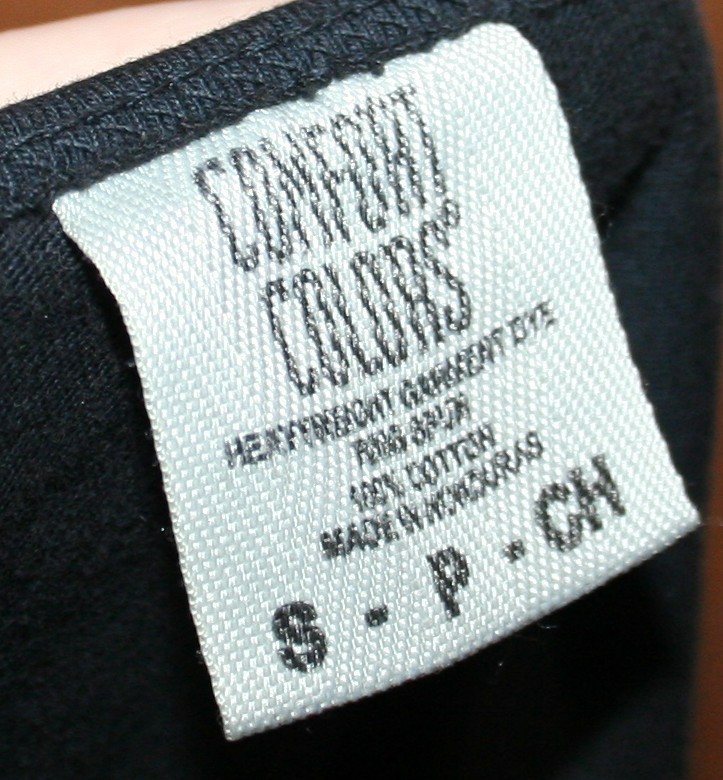 COMFORT
COLORS®
HEAVYWEIGHT GARMENT DYE
RING SPUN
100% COTTON
MADE IN HONDURAS
S - P - CH